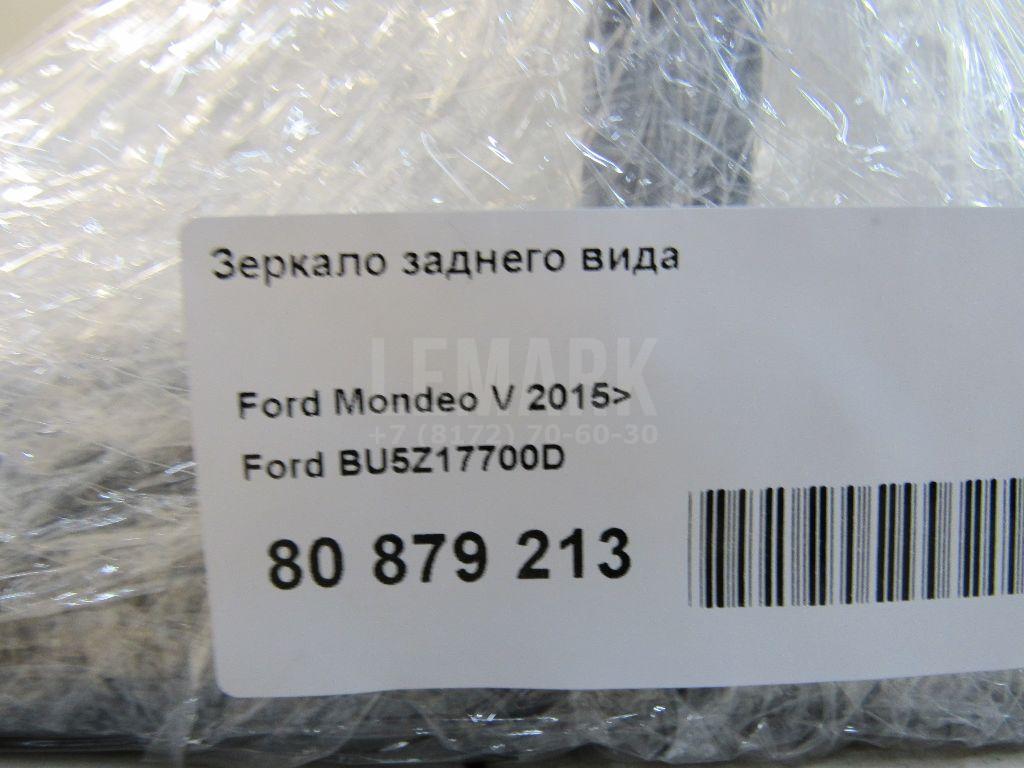 Зеркало заднего вида
LEMARK
Ford Mondeo V 2015>
+7 (8172) 70-60-30
Ford BU5Z17700D
80 879 213